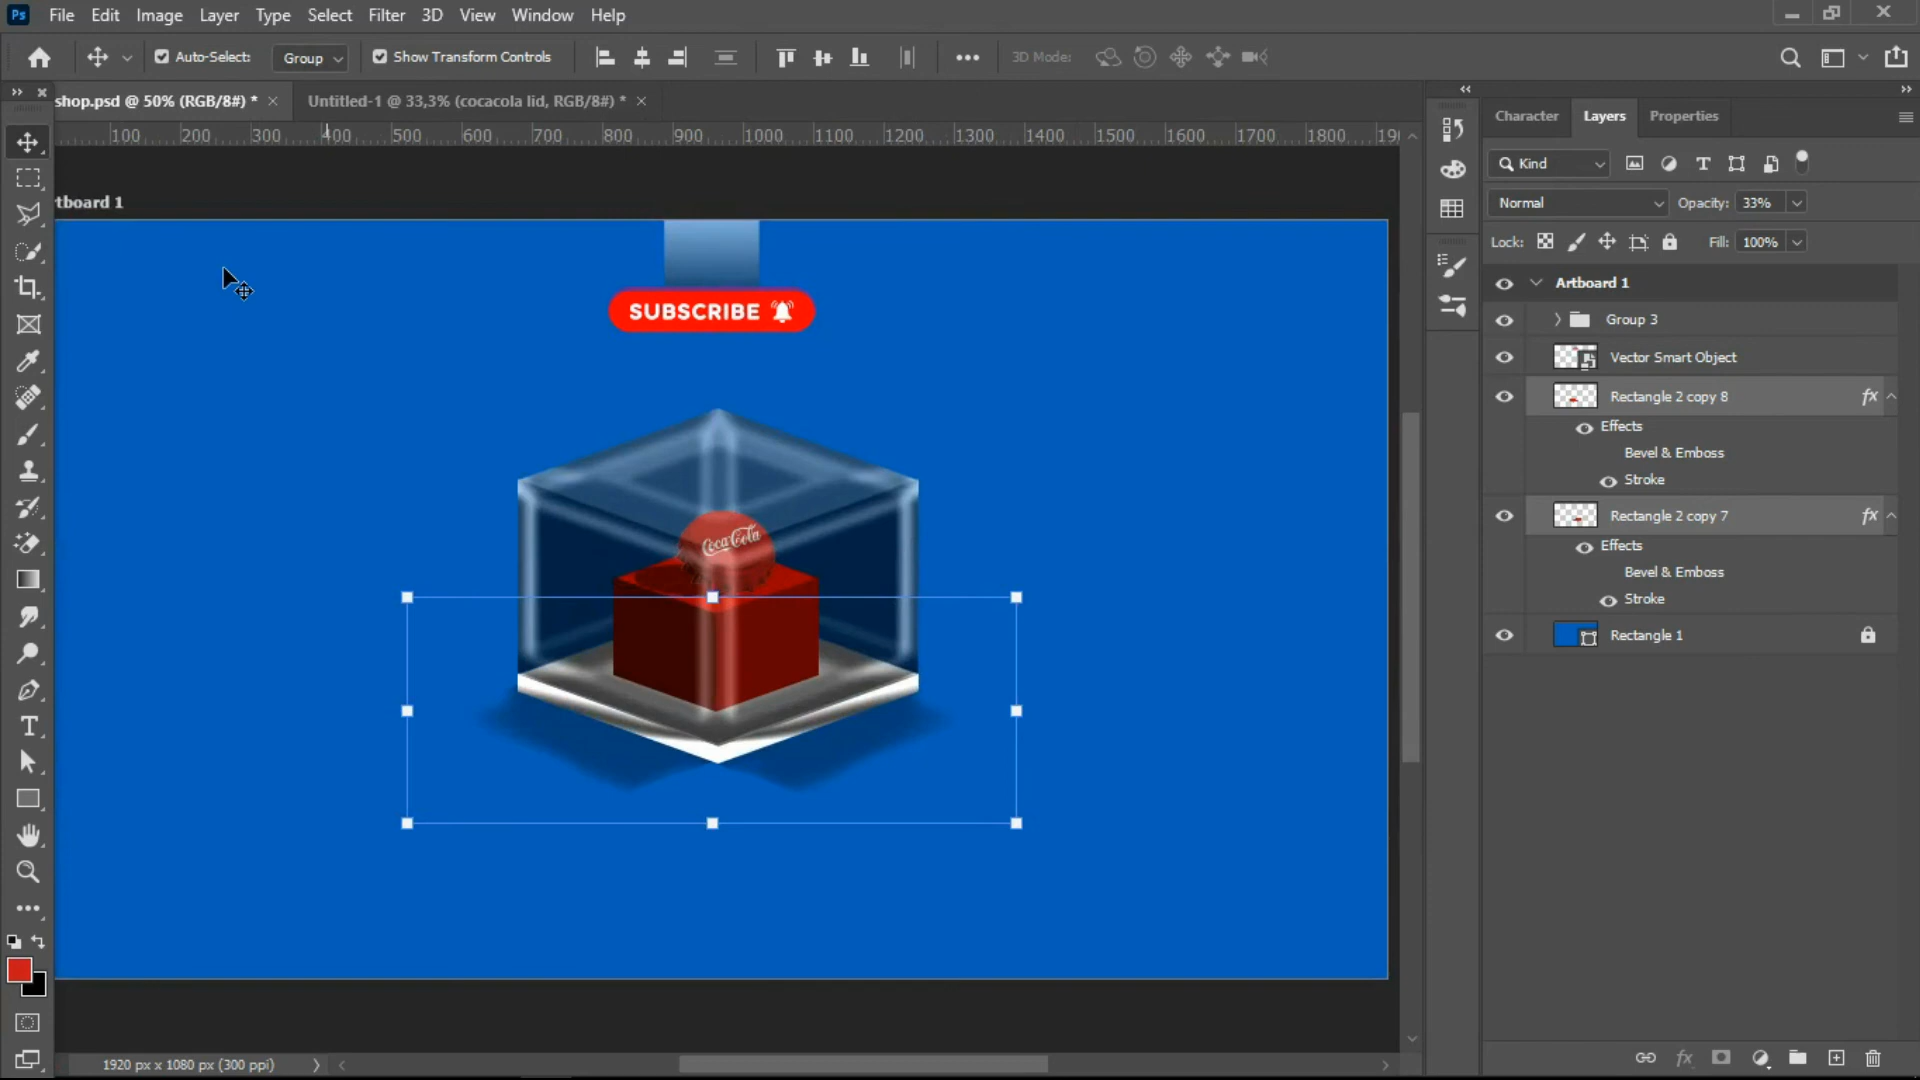 Ps File Edit Image Layer Type Select Filter 3D View Window Help
Auto-Select: Group Show Transform Controls 3D Mode:
shop.psd @ 50% (RGB/8#) * Untitled-1 @ 33,3% (cocacola lid, RGB/8#) *
100 200 300 400 500 600 700 800 900 1000 1100 1200 1300 1400 1500 1600 1700 1800 190
tboard 1
SUBSCRIBE
Coca-Cola
1920 px x 1080 px (300 ppi)
Character Layers Properties
Kind
Normal Opacity: 33%
Lock: Fill: 100%
Artboard 1
Group 3
Vector Smart Object
Rectangle 2 copy 8 fx
Effects
Bevel & Emboss
Stroke
Rectangle 2 copy 7 fx
Effects
Bevel & Emboss
Stroke
Rectangle 1
fx